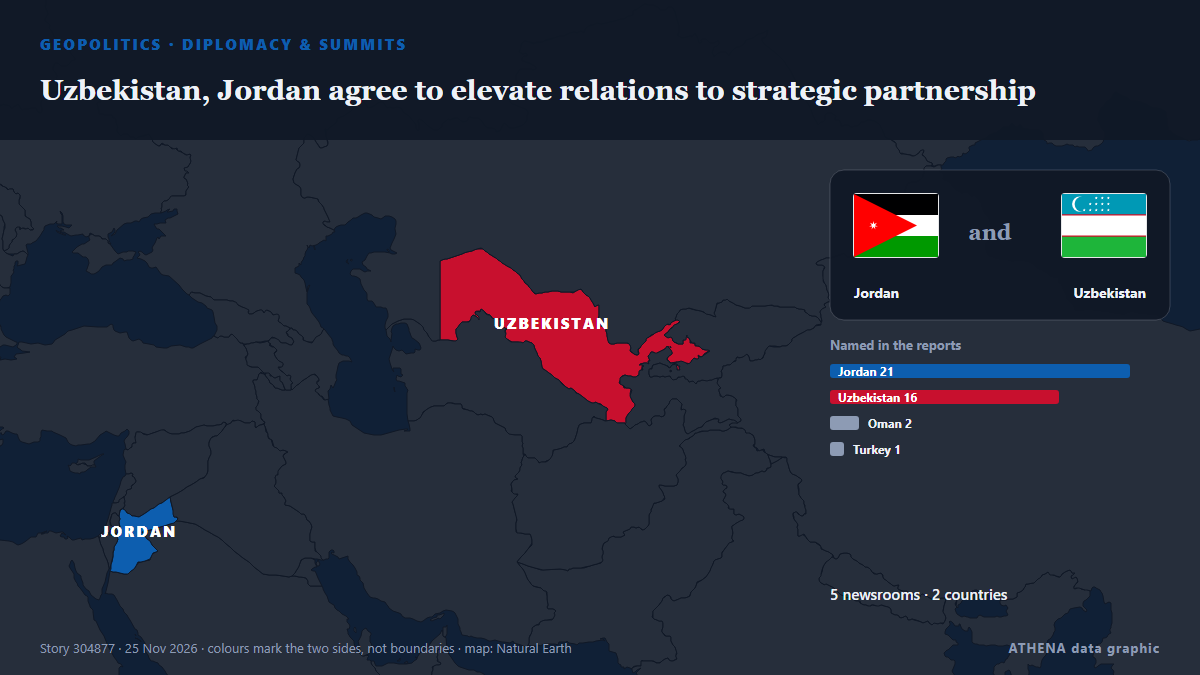 GEOPOLITICS · DIPLOMACY & SUMMITS
Uzbekistan, Jordan agree to elevate relations to strategic partnership
and
Jordan
Uzbekistan
Named in the reports
Jordan 21
Uzbekistan 16
Oman 2
Turkey 1
UZBEKISTAN
JORDAN
5 newsrooms · 2 countries
Story 304877 · 25 Nov 2026 · colours mark the two sides, not boundaries · map: Natural Earth
ATHENA data graphic